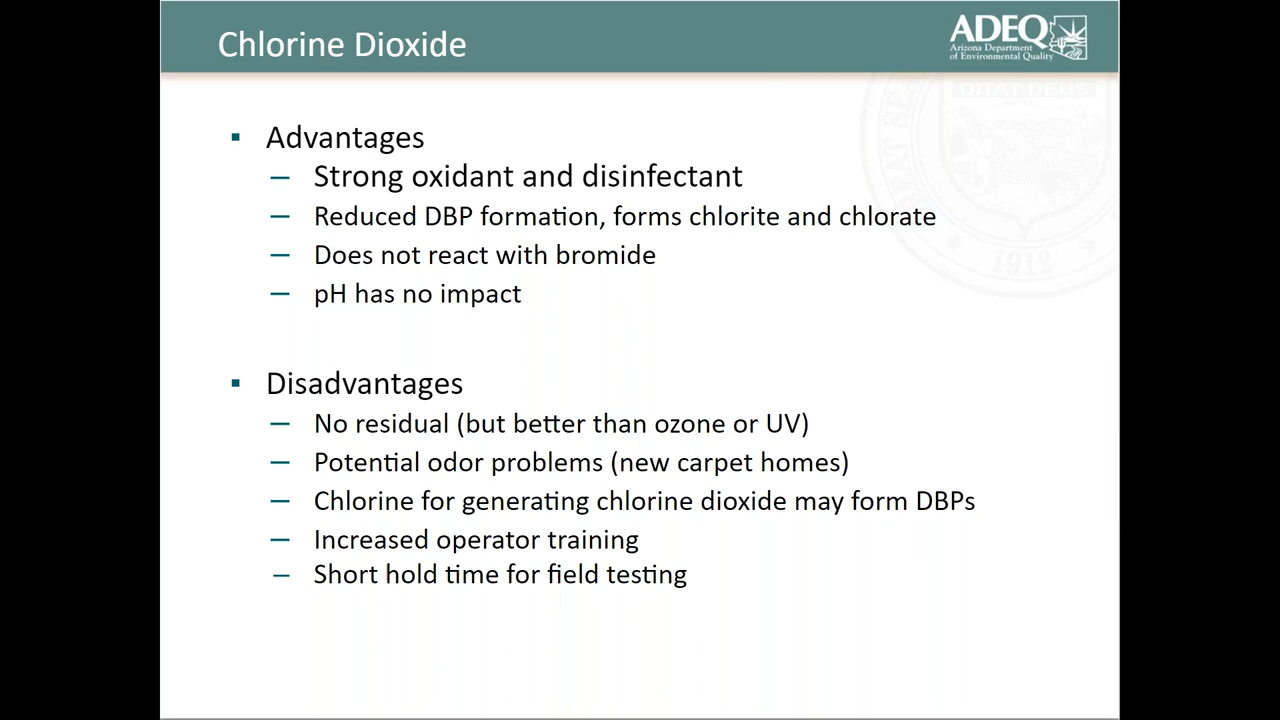 Chlorine Dioxide
ADEQ
Arizona Department
of Environmental Quality
DITAT DEUS
▪ Advantages
– Strong oxidant and disinfectant
– Reduced DBP formation, forms chlorite and chlorate
– Does not react with bromide
– pH has no impact
1912
▪ Disadvantages
– No residual (but better than ozone or UV)
– Potential odor problems (new carpet homes)
– Chlorine for generating chlorine dioxide may form DBPs
– Increased operator training
– Short hold time for field testing